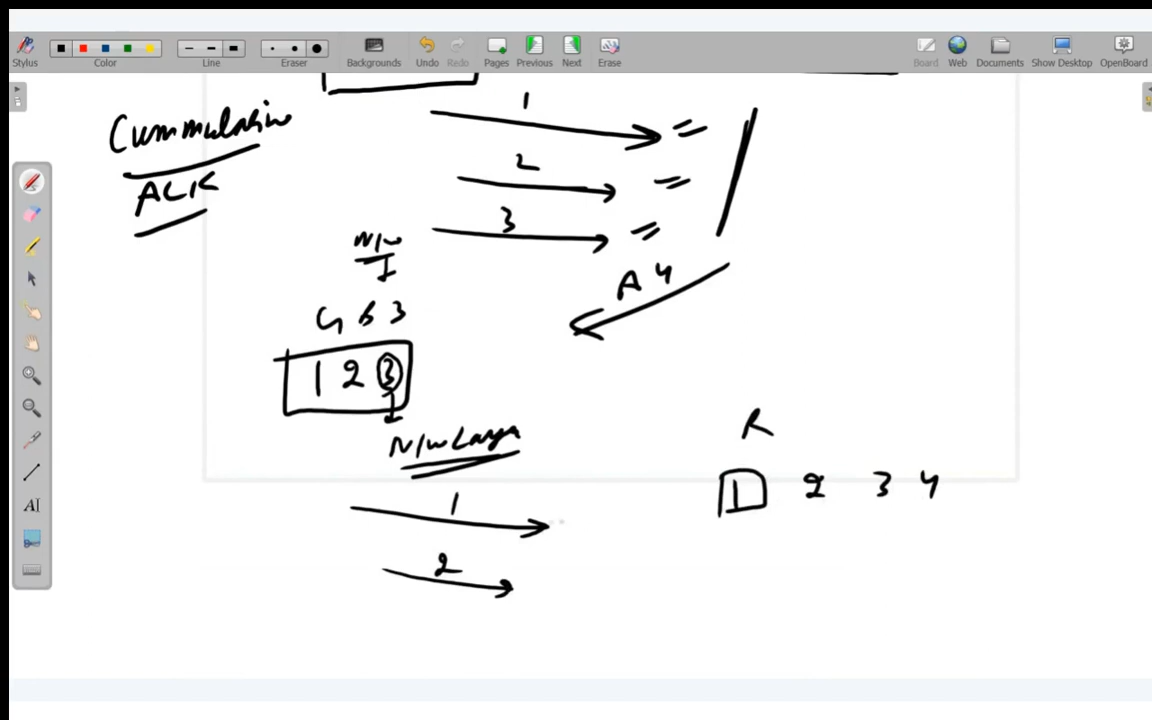 Stylus Color Line Eraser Backgrounds Undo Redo Pages Previous Next Erase Board Web Documents Show Desktop OpenBoard
Cummulative
ACK
1
2
3
N/w
A 4
G B 3
1 2 3
N/w Layer
R
1 2 3 4
1
2
AI